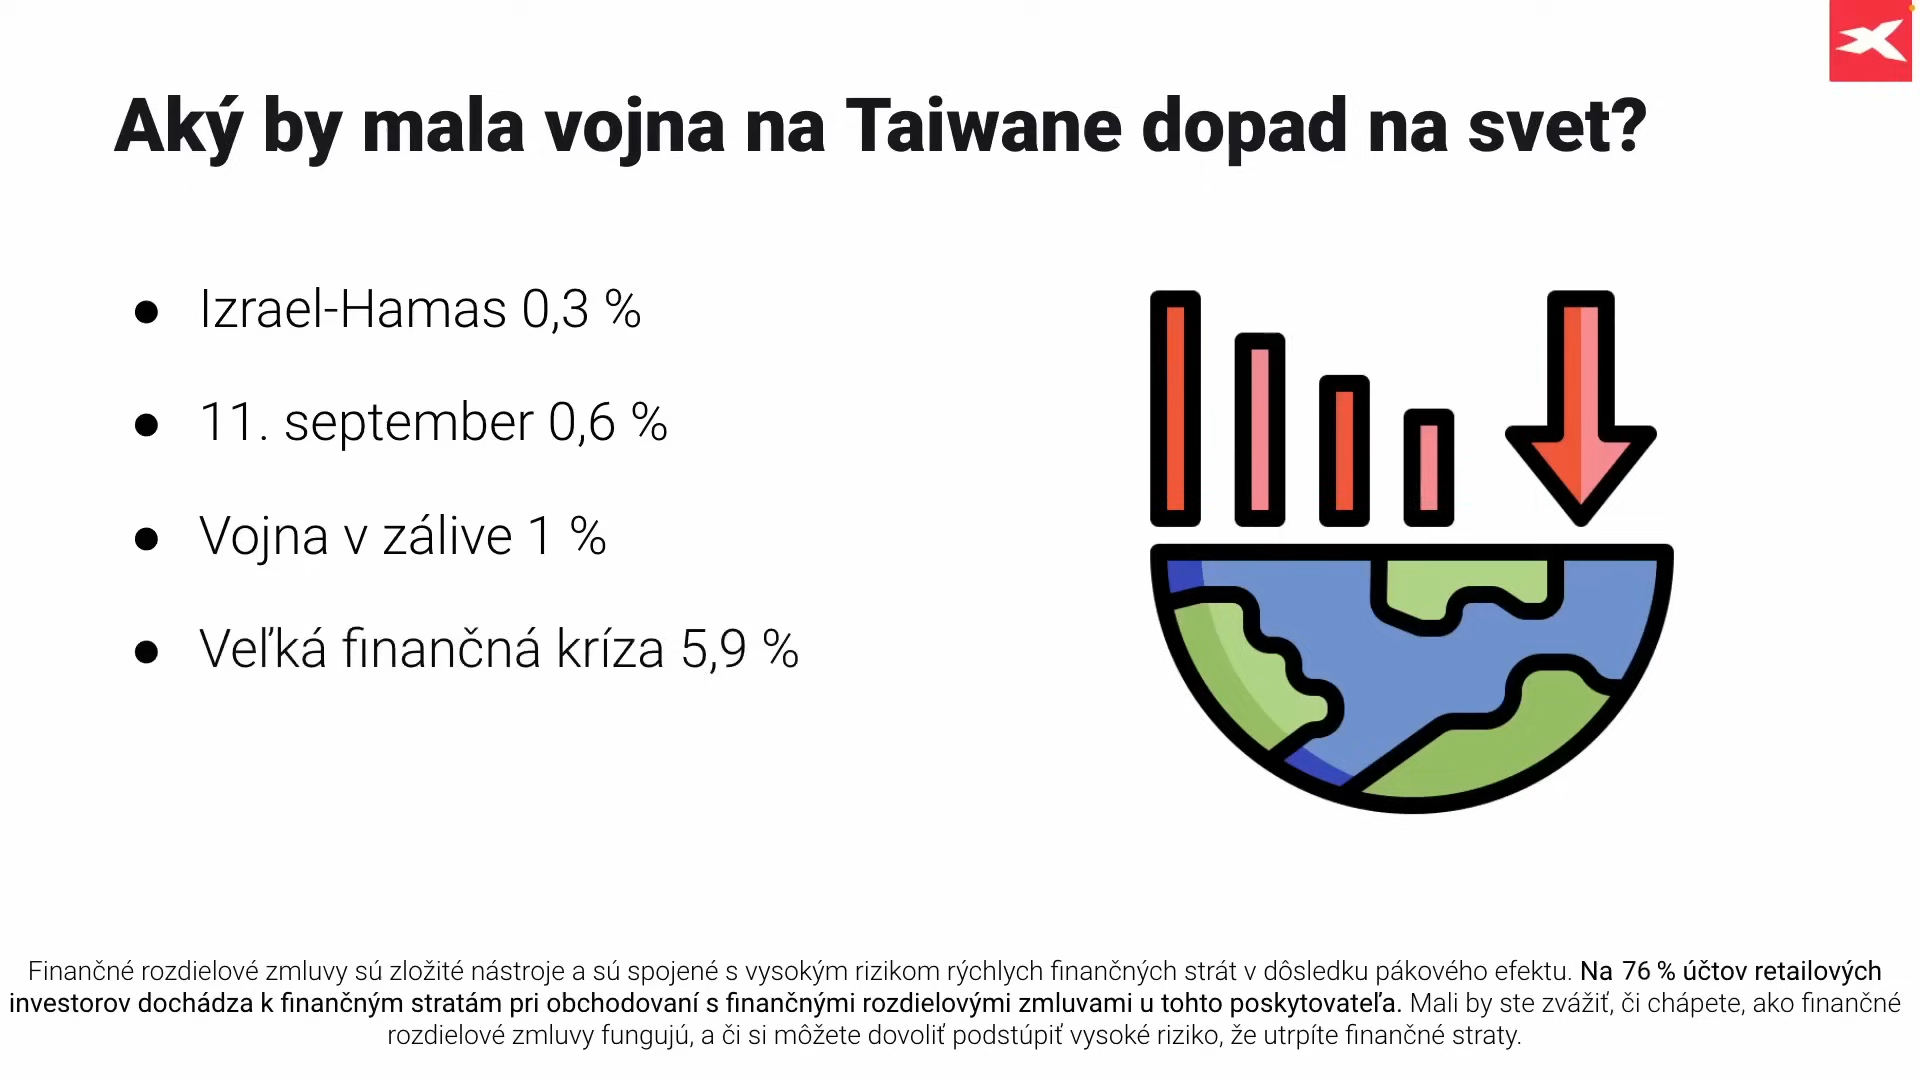 Aký by mala vojna na Taiwane dopad na svet?
● Izrael-Hamas 0,3 %
● 11. september 0,6 %
● Vojna v zálive 1 %
● Veľká finančná kríza 5,9 %
Finančné rozdielové zmluvy sú zložité nástroje a sú spojené s vysokým rizikom rýchlych finančných strát v dôsledku pákového efektu. Na 76 % účtov retailových
investorov dochádza k finančným stratám pri obchodovaní s finančnými rozdielovými zmluvami u tohto poskytovateľa. Mali by ste zvážiť, či chápete, ako finančné
rozdielové zmluvy fungujú, a či si môžete dovoliť podstúpiť vysoké riziko, že utrpíte finančné straty.